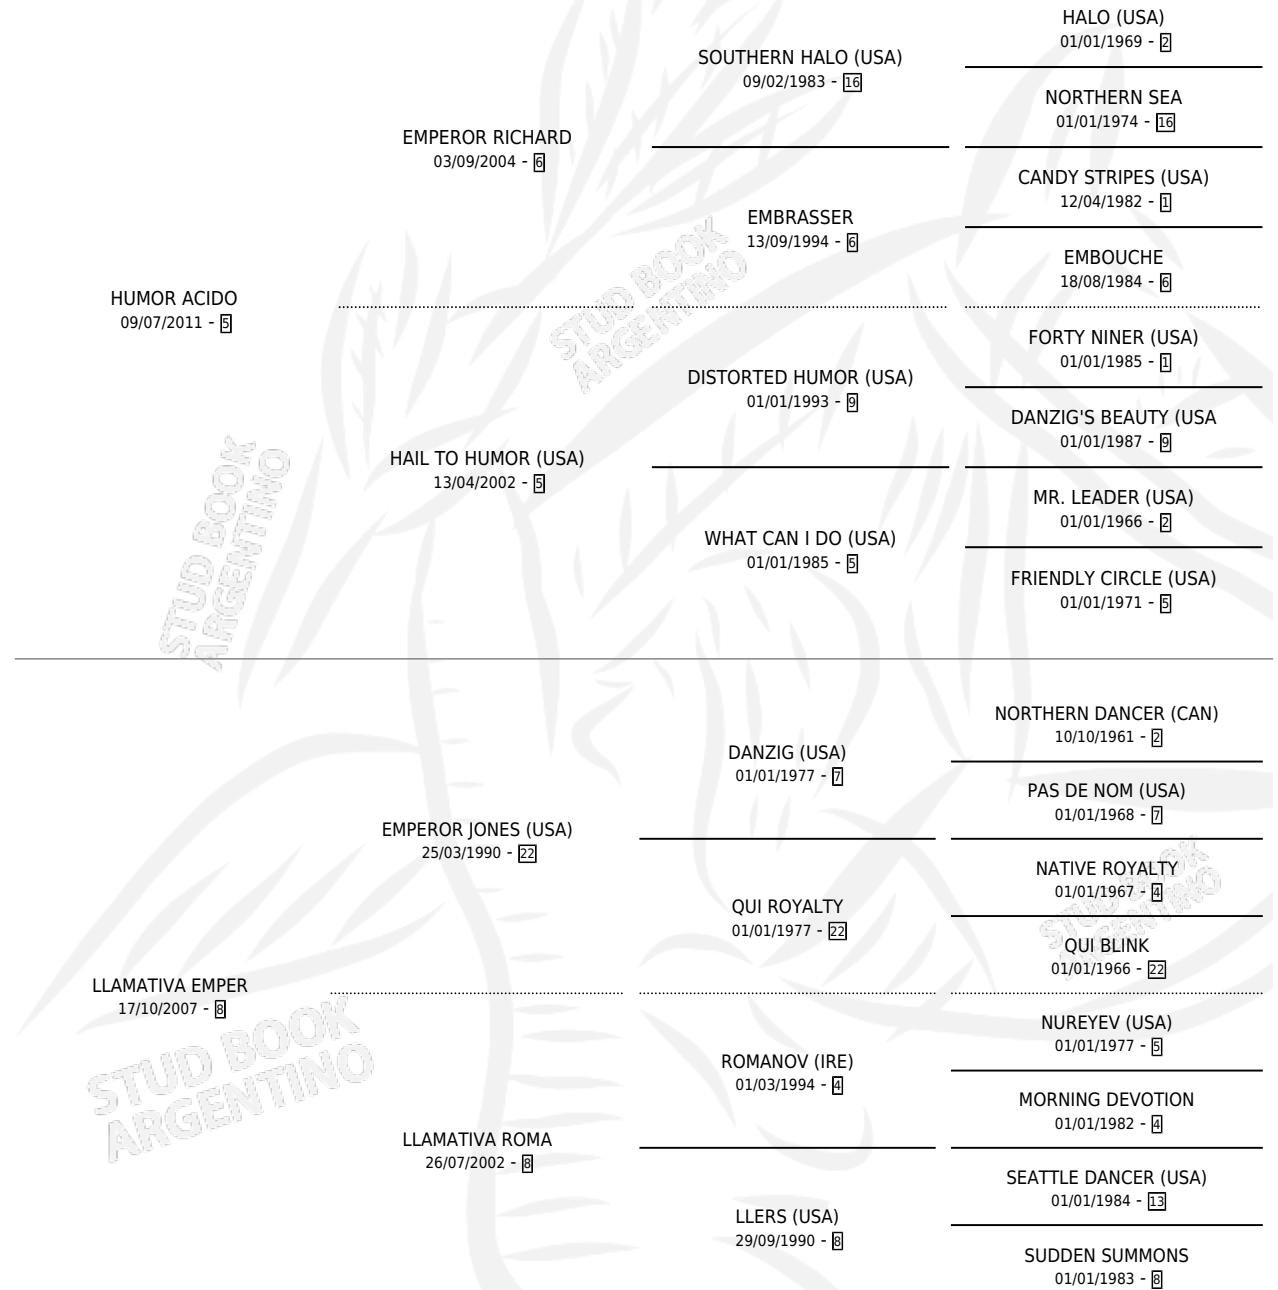 HALO (USA)
01/01/1969 - 2
SOUTHERN HALO (USA)
09/02/1983 - 16
NORTHERN SEA
01/01/1974 - 16
EMPEROR RICHARD
03/09/2004 - 6
CANDY STRIPES (USA)
12/04/1982 - 1
EMBRASSER
13/09/1994 - 6
EMBOUCHE
18/08/1984 - 6
HUMOR ACIDO
09/07/2011 - 5
STUD BOOK
ARGENTINO
FORTY NINER (USA)
01/01/1985 - 1
DISTORTED HUMOR (USA)
01/01/1993 - 9
DANZIG'S BEAUTY (USA
01/01/1987 - 9
HAIL TO HUMOR (USA)
13/04/2002 - 5
MR. LEADER (USA)
01/01/1966 - 2
WHAT CAN I DO (USA)
01/01/1985 - 5
FRIENDLY CIRCLE (USA)
01/01/1971 - 5
STUD BOOK
ARGENTINO
NORTHERN DANCER (CAN)
10/10/1961 - 2
DANZIG (USA)
01/01/1977 - 7
PAS DE NOM (USA)
01/01/1968 - 7
EMPEROR JONES (USA)
25/03/1990 - 22
NATIVE ROYALTY
01/01/1967 - 4
QUI ROYALTY
01/01/1977 - 22
QUI BLINK
01/01/1966 - 22
STUD BOOK
ARGENTINO
LLAMATIVA EMPER
17/10/2007 - 8
STUD BOOK
ARGENTINO
NUREYEV (USA)
01/01/1977 - 5
ROMANOV (IRE)
01/03/1994 - 4
MORNING DEVOTION
01/01/1982 - 4
LLAMATIVA ROMA
26/07/2002 - 8
SEATTLE DANCER (USA)
01/01/1984 - 13
LLERS (USA)
29/09/1990 - 8
SUDDEN SUMMONS
01/01/1983 - 8